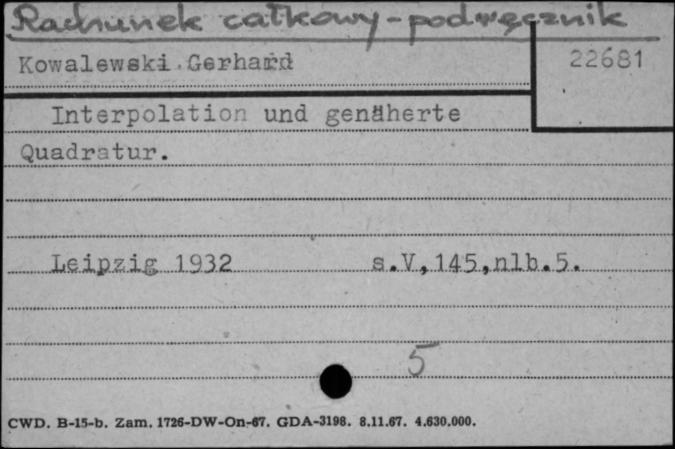 Rachunek całkowy-podręcznik
Kowalewski Gerhard
22681
Interpolation und genäherte
Quadratur.
Leipzig 1932 s.V,145,nlb.5.
5
CWD. B-15-b. Zam. 1726-DW-On-67. GDA-3198. 8.11.67. 4.630.000.